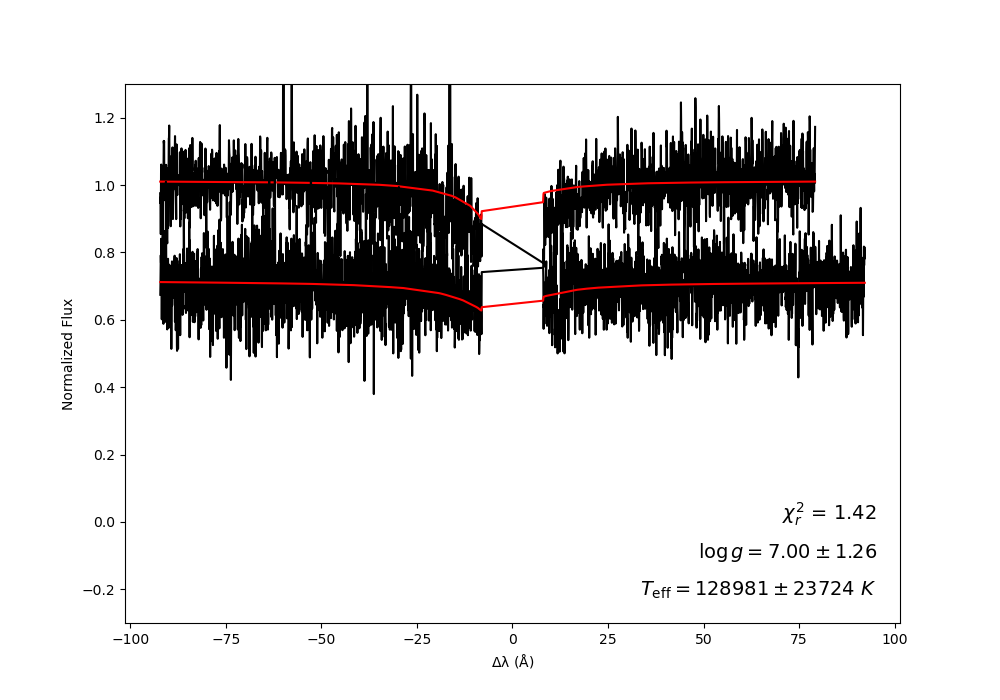 1.2
1.0
0.8
0.6
0.4
0.2
0.0
−0.2
Normalized Flux
χ²ᵣ = 1.42
log g = 7.00 ± 1.26
T_eff = 128981 ± 23724 K
−100 −75 −50 −25 0 25 50 75 100
Δλ (Å)